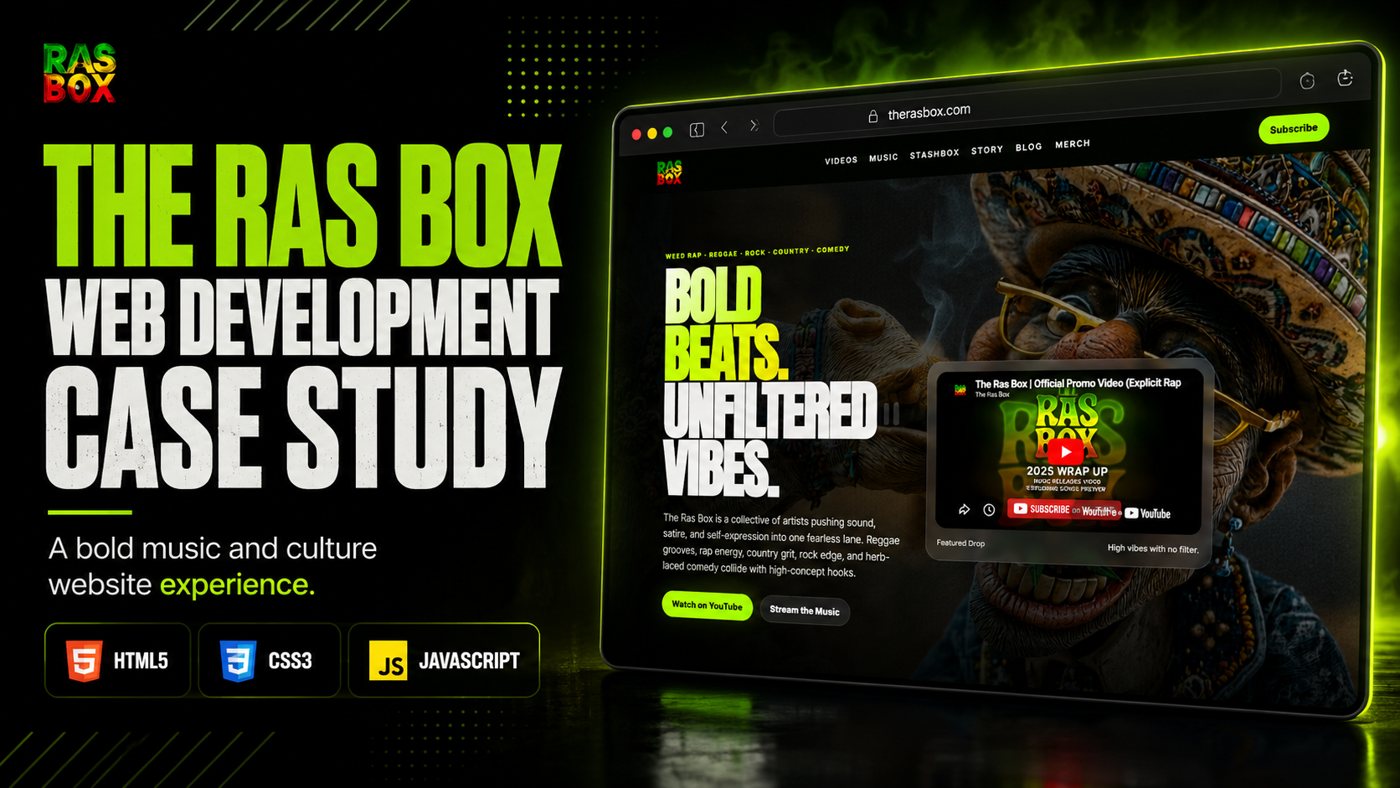 RAS
BOX
THE RAS BOX
WEB DEVELOPMENT
CASE STUDY
A bold music and culture
website experience.
HTML5
CSS3
JS JAVASCRIPT
therasbox.com
RAS
BOX
VIDEOS MUSIC STASHBOX STORY BLOG MERCH
Subscribe
WEED RAP · REGGAE · ROCK · COUNTRY · COMEDY
BOLD
BEATS.
UNFILTERED
VIBES.
The Ras Box is a collective of artists pushing sound,
satire, and self-expression into one fearless lane. Reggae
grooves, rap energy, country grit, rock edge, and herb-
laced comedy collide with high-concept hooks.
Watch on YouTube
Stream the Music
The Ras Box | Official Promo Video (Explicit Rap
The Ras Box
RAS
BOX
2025 WRAP UP
SUBSCRIBE
YouTube
Featured Drop
High vibes with no filter.